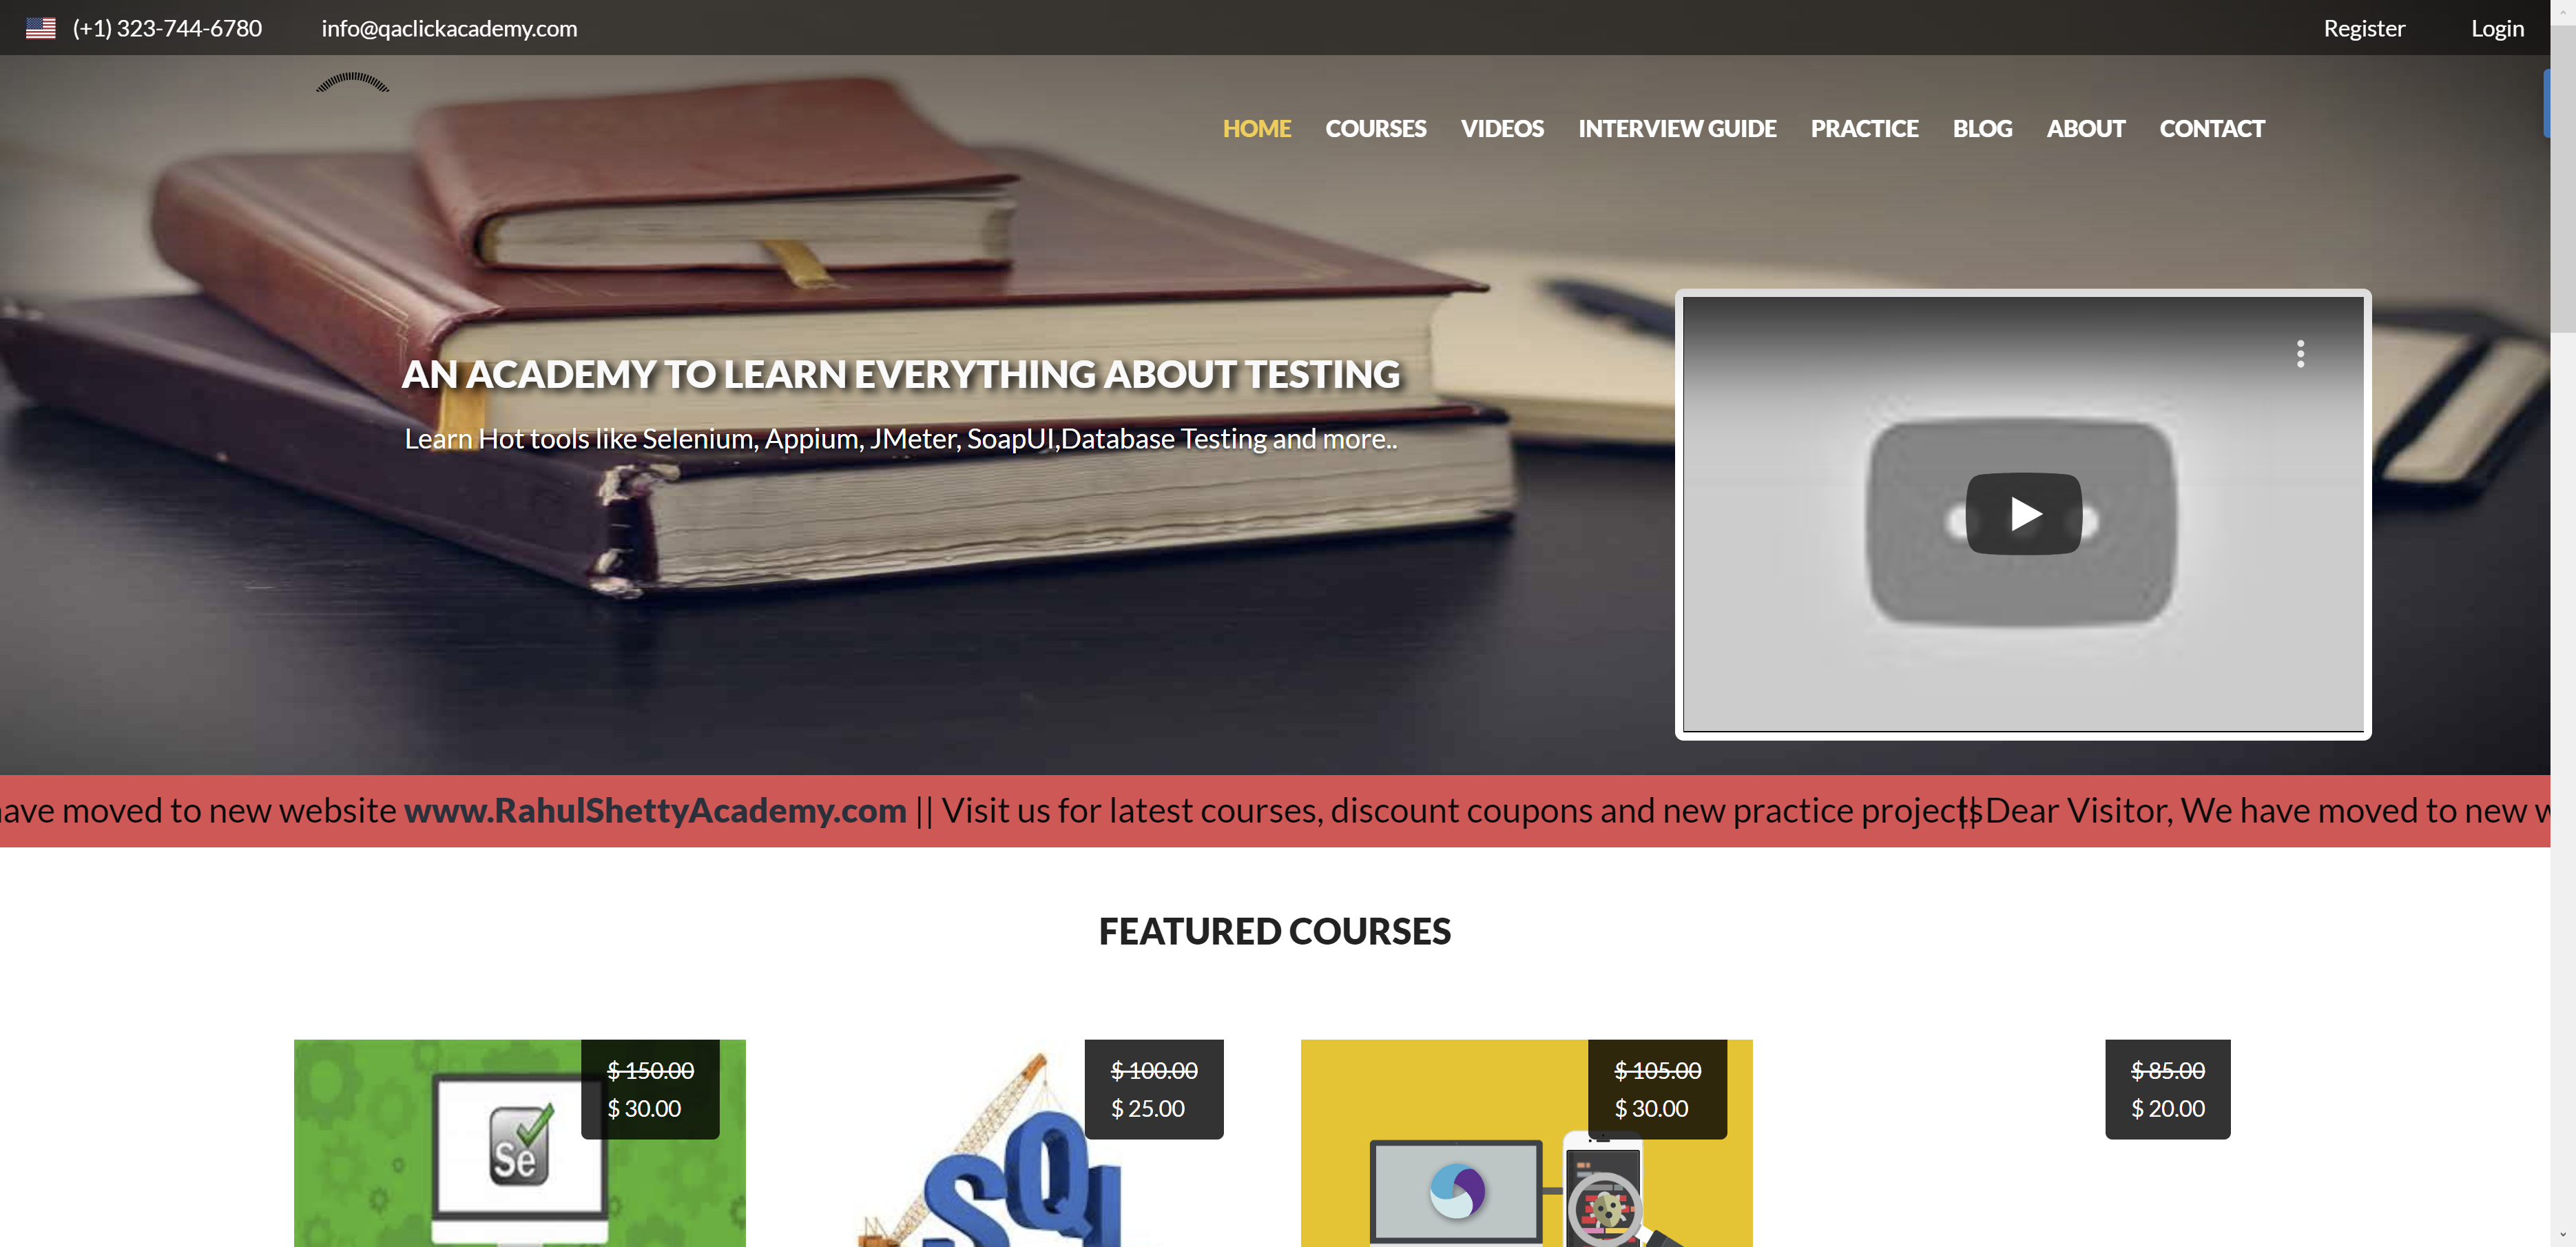 (+1) 323-744-6780 info@qaclickacademy.com Register Login
HOME COURSES VIDEOS INTERVIEW GUIDE PRACTICE BLOG ABOUT CONTACT
AN ACADEMY TO LEARN EVERYTHING ABOUT TESTING
Learn Hot tools like Selenium, Appium, JMeter, SoapUI,Database Testing and more..
have moved to new website www.RahulShettyAcademy.com || Visit us for latest courses, discount coupons and new practice projects || Dear Visitor, We have moved to new w
FEATURED COURSES
$ 150.00
$ 30.00
Se
$ 100.00
$ 25.00
SQL
$ 105.00
$ 30.00
$ 85.00
$ 20.00